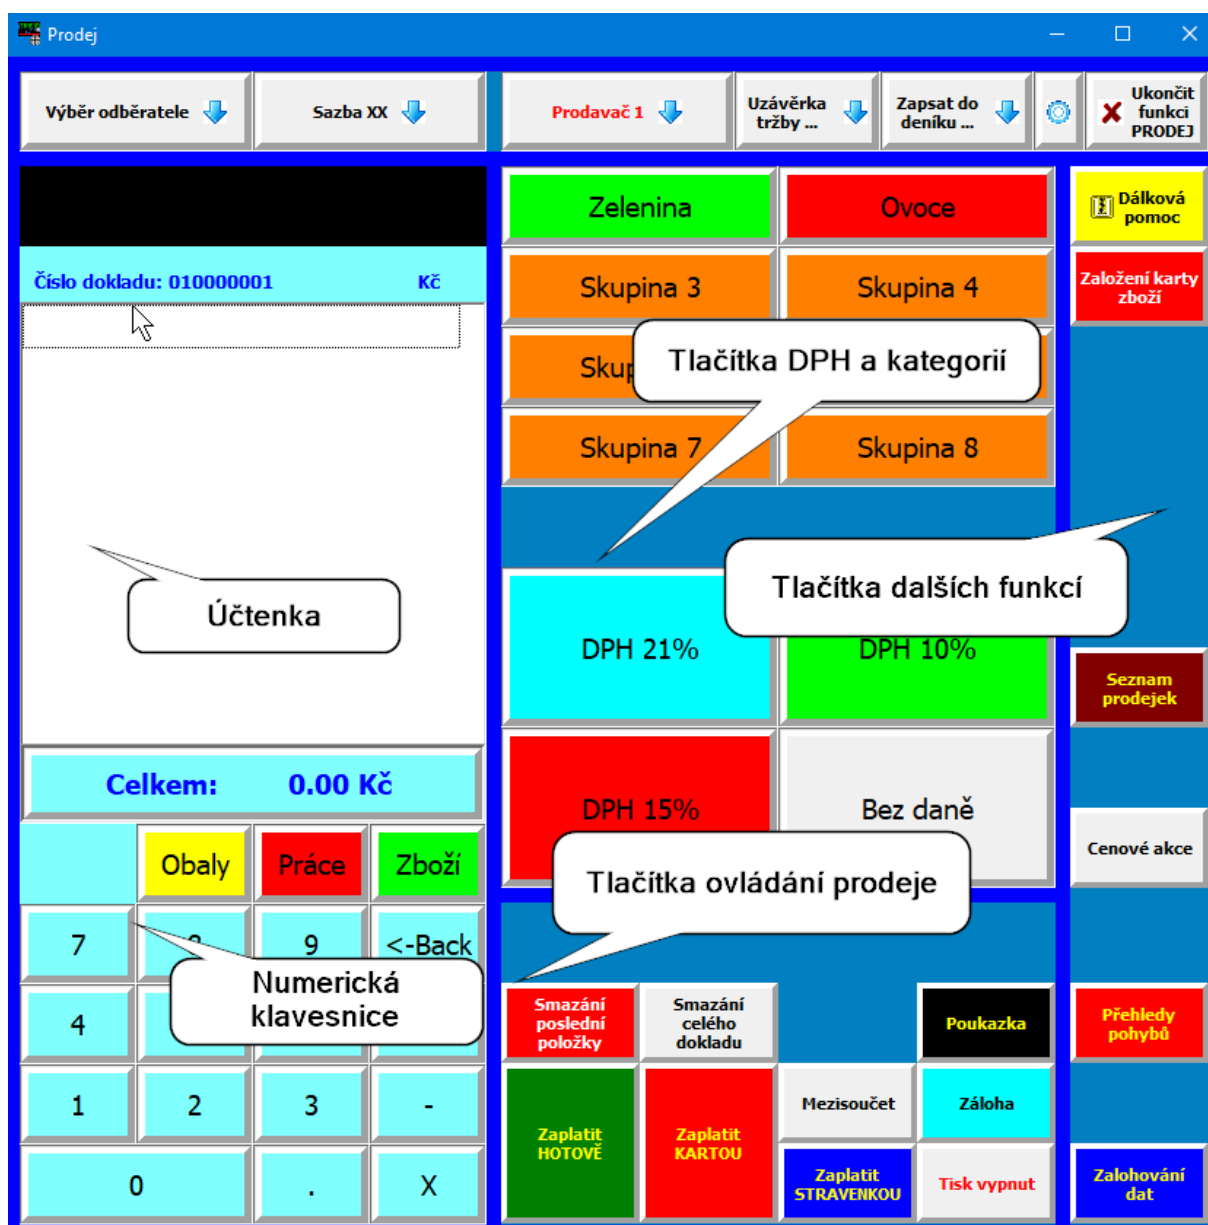 Prodej
Výběr odběratele
Sazba XX
Prodavač 1
Uzávěrka
tržby ...
Zapsat do
deníku ...
Ukončit
funkci
PRODEJ
Zelenina
Ovoce
Dálková
pomoc
Číslo dokladu: 010000001 Kč
Skupina 3
Skupina 4
Založení karty
zboží
Tlačítka DPH a kategorií
Skupina 7
Skupina 8
Tlačítka dalších funkcí
Účtenka
DPH 21%
DPH 10%
Seznam
prodejek
Celkem: 0.00 Kč
DPH 15%
Bez daně
Cenové akce
Obaly
Práce
Zboží
Tlačítka ovládání prodeje
7
9
<-Back
Numerická
klavesnice
4
Smazání
poslední
položky
Smazání
celého
dokladu
Poukazka
Přehledy
pohybů
1
2
3
-
Mezisoučet
Záloha
Zaplatit
HOTOVĚ
Zaplatit
KARTOU
0
.
X
Zaplatit
STRAVENKOU
Tisk vypnut
Zalohování
dat